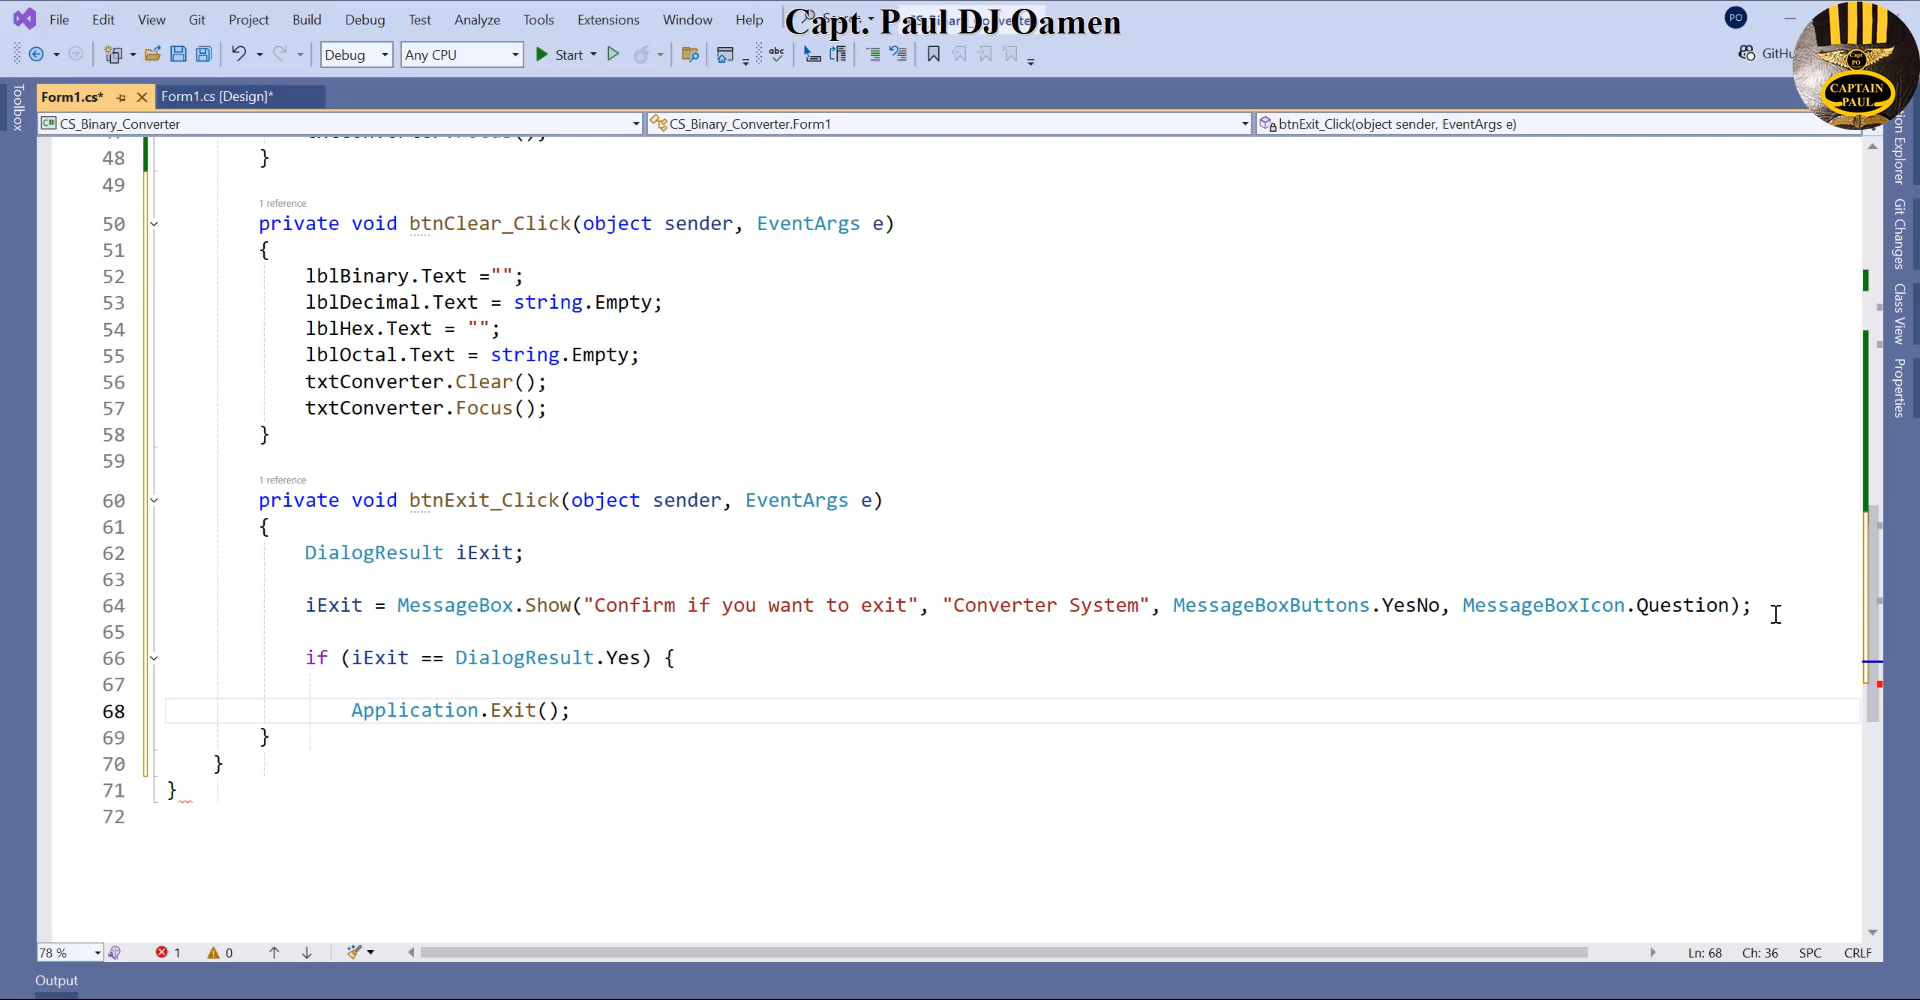 File Edit View Git Project Build Debug Test Analyze Tools Extensions Window Help
Capt. Paul DJ Oamen
PO
Debug Any CPU Start abc
Capt
PO
CAPTAIN
PAUL
Toolbox
Form1.cs* Form1.cs [Design]*
C# CS_Binary_Converter CS_Binary_Converter.Form1 btnExit_Click(object sender, EventArgs e)
48 }
49
1 reference
50 private void btnClear_Click(object sender, EventArgs e)
51 {
52 lblBinary.Text ="";
53 lblDecimal.Text = string.Empty;
54 lblHex.Text = "";
55 lblOctal.Text = string.Empty;
56 txtConverter.Clear();
57 txtConverter.Focus();
58 }
59
1 reference
60 private void btnExit_Click(object sender, EventArgs e)
61 {
62 DialogResult iExit;
63
64 iExit = MessageBox.Show("Confirm if you want to exit", "Converter System", MessageBoxButtons.YesNo, MessageBoxIcon.Question);
65
66 if (iExit == DialogResult.Yes) {
67
68 Application.Exit();
69 }
70 }
71 }
72
Explorer
Git Changes
Class View
Properties
78 % 1 0 Ln: 68 Ch: 36 SPC CRLF
Output